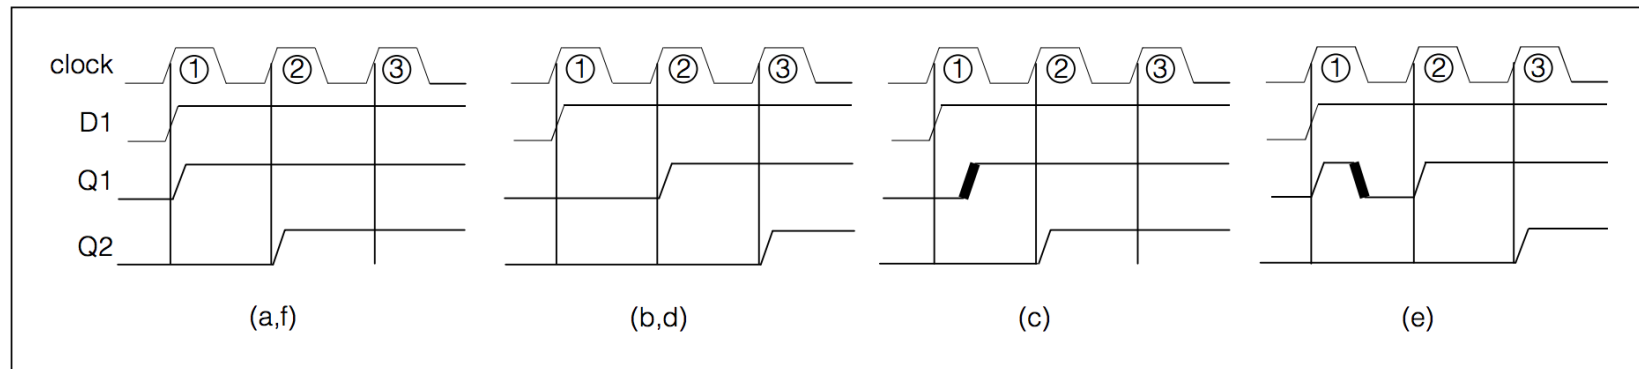 clock ① ② ③ ① ② ③ ① ② ③ ① ② ③
D1
Q1
Q2
(a,f) (b,d) (c) (e)